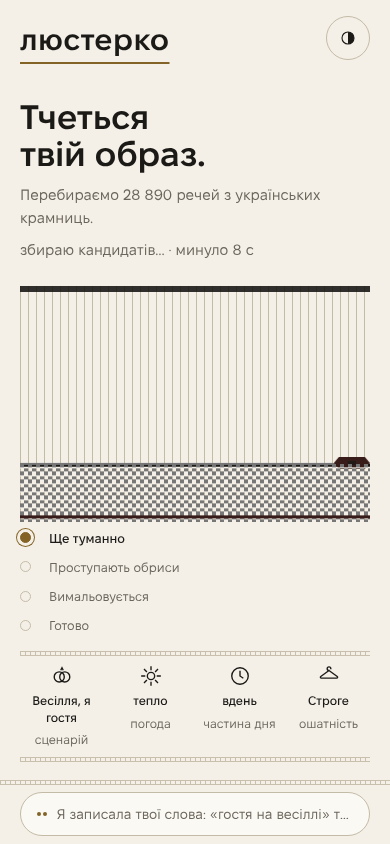 люстерко
Тчеться
твій образ.
Перебираємо 28 890 речей з українських
крамниць.
збираю кандидатів… · минуло 8 с
Ще туманно
Проступають обриси
Вимальовується
Готово
Весілля, я
гостя
сценарій
тепло
погода
вдень
частина дня
Строге
ошатність
Я записала твої слова: «гостя на весіллі» т…